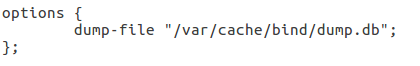 options {
        dump-file "/var/cache/bind/dump.db";
};